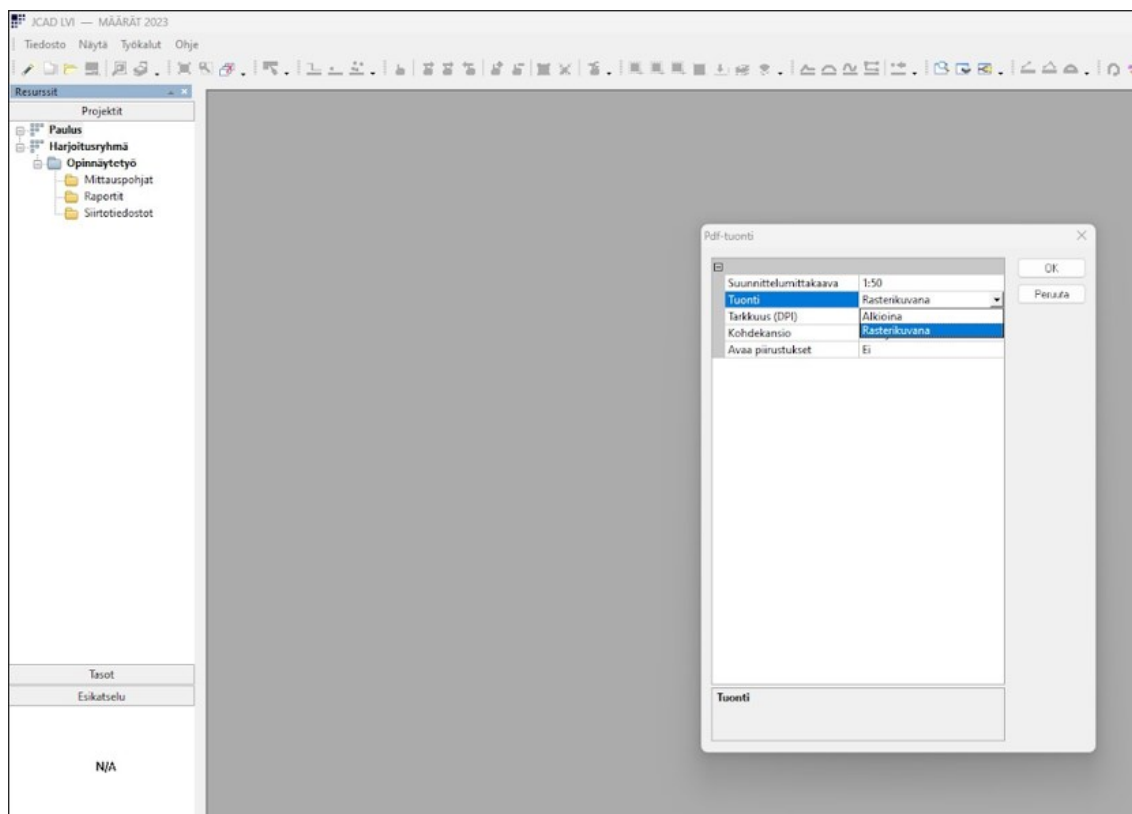 JCAD LVI — MÄÄRÄT 2023
Tiedosto Näytä Työkalut Ohje
Resurssit
Projektit
Paulus
Harjoitusryhmä
Opinnäytetyö
Mittauspohjat
Raportit
Siirtotiedostot
Tasot
Esikatselu
N/A
Pdf-tuonti
OK
Peruuta
Suunnittelumittakaava 1:50
Tuonti Rasterikuvana
Tarkkuus (DPI) Alkioina
Kohdekansio Rasterikuvana
Avaa piirustukset Ei
Tuonti